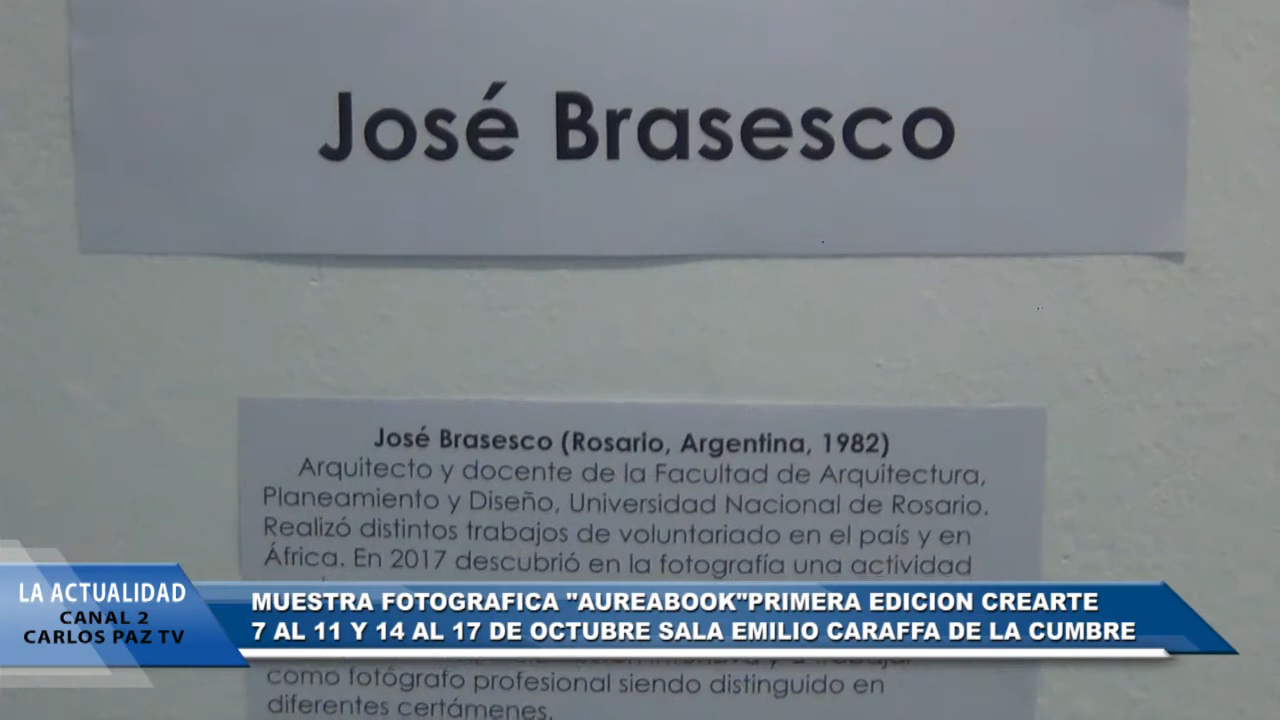 José Brasesco
José Brasesco (Rosario, Argentina, 1982)
Arquitecto y docente de la Facultad de Arquitectura,
Planeamiento y Diseño, Universidad Nacional de Rosario.
Realizó distintos trabajos de voluntariado en el país y en
África. En 2017 descubrió en la fotografía una actividad
como fotógrafo profesional siendo distinguido en
diferentes certámenes.
LA ACTUALIDAD
CANAL 2
CARLOS PAZ TV
MUESTRA FOTOGRAFICA "AUREABOOK"PRIMERA EDICION CREARTE
7 AL 11 Y 14 AL 17 DE OCTUBRE SALA EMILIO CARAFFA DE LA CUMBRE